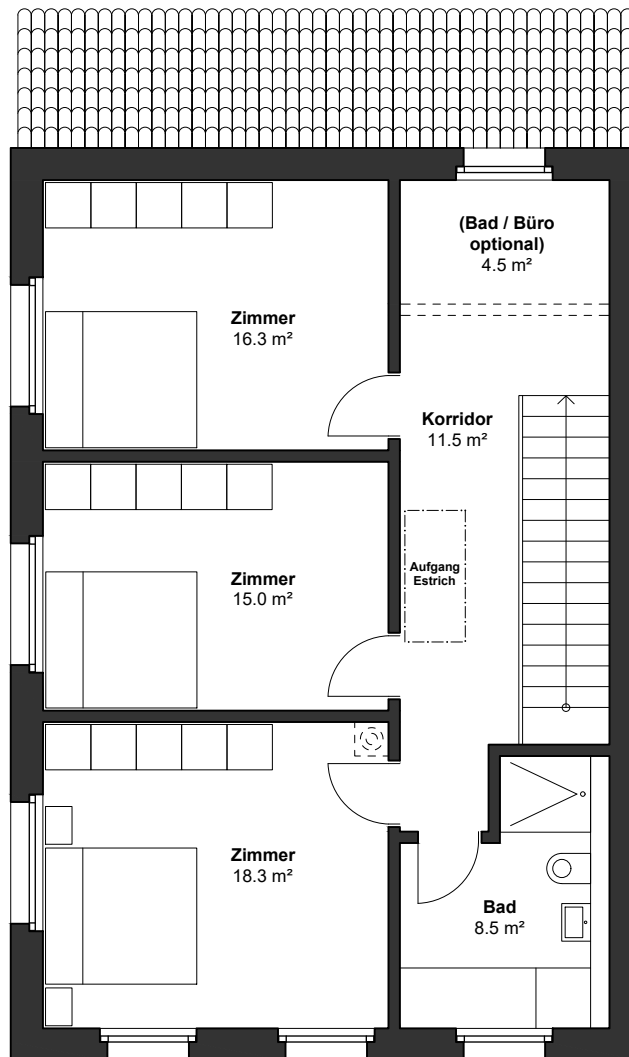 (Bad / Büro
optional)
4.5 m²
Zimmer
16.3 m²
Korridor
11.5 m²
Aufgang
Estrich
Zimmer
15.0 m²
Zimmer
18.3 m²
Bad
8.5 m²